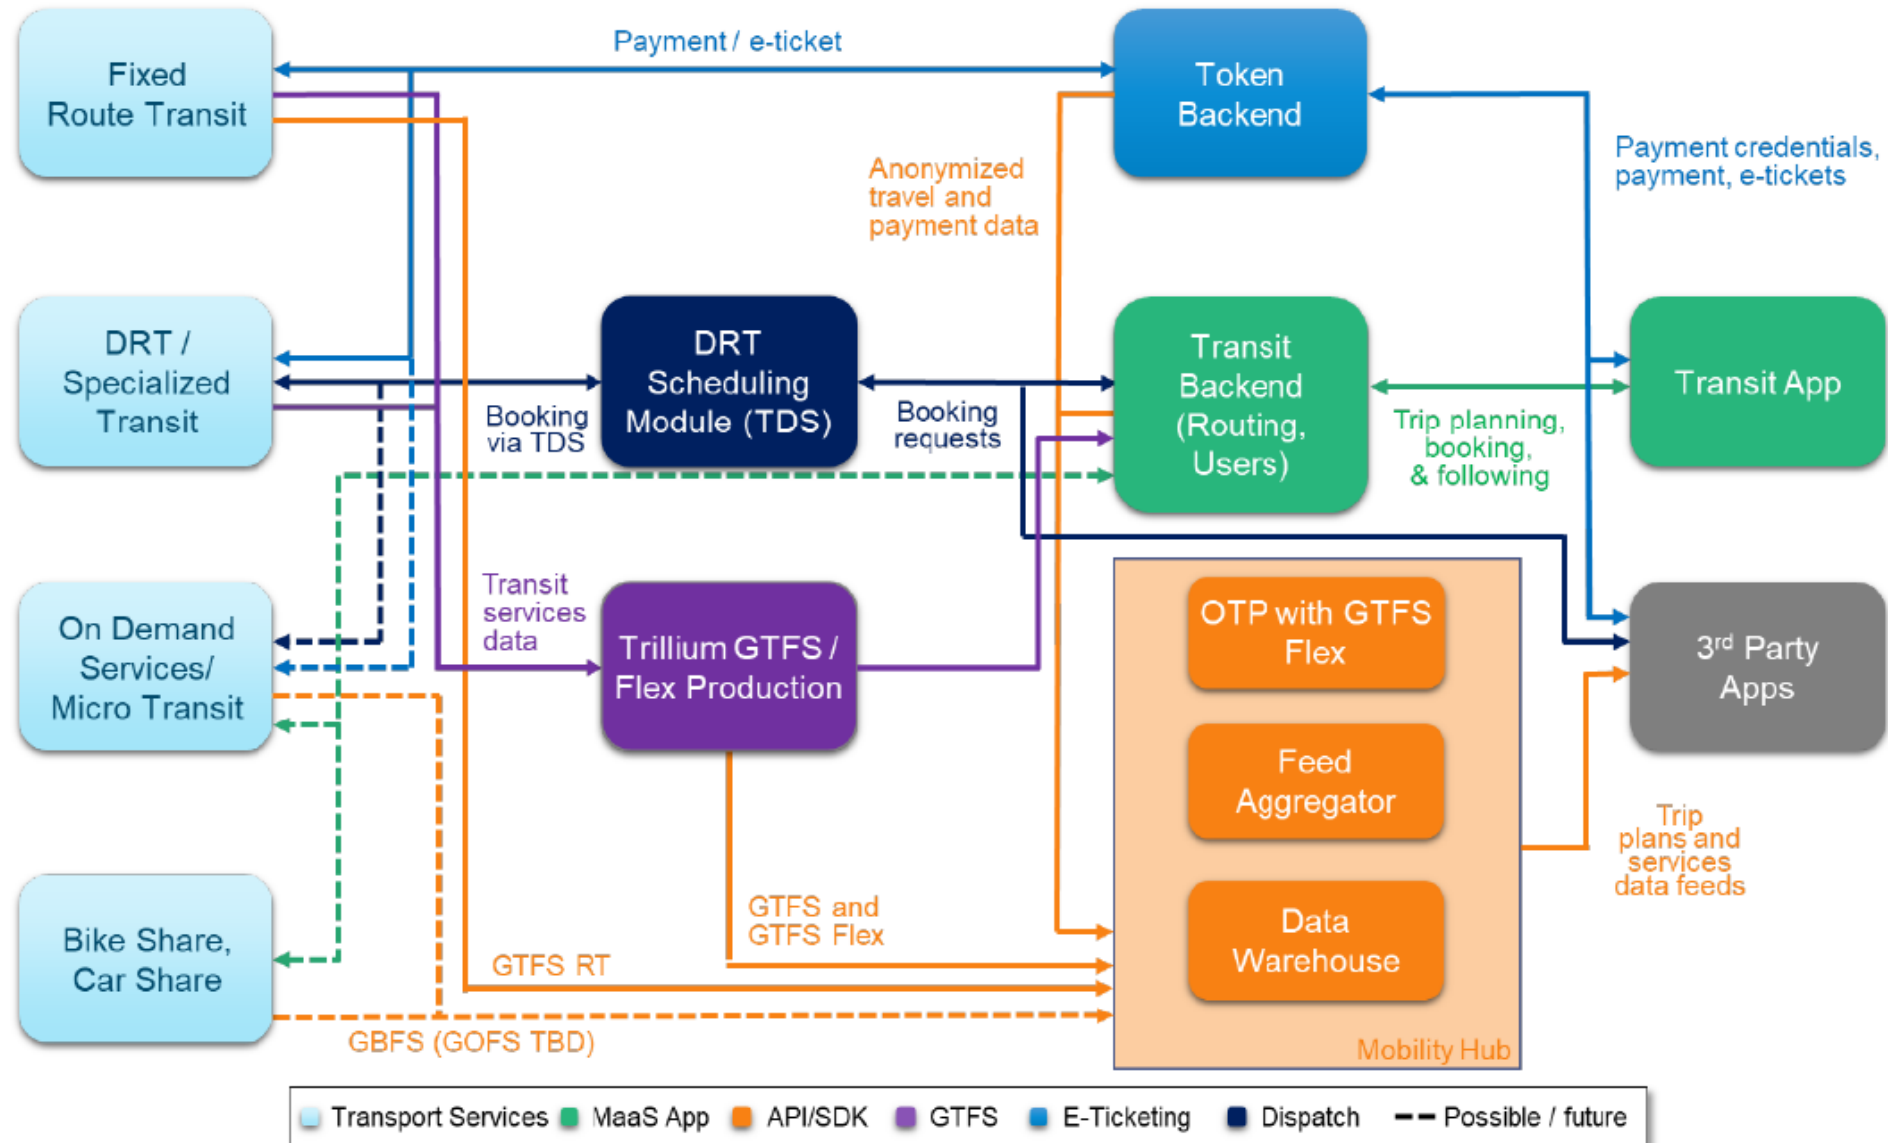 Fixed
Route Transit
Payment / e-ticket
Token
Backend
Payment credentials,
payment, e-tickets
Anonymized
travel and
payment data
DRT /
Specialized
Transit
Booking
via TDS
DRT
Scheduling
Module (TDS)
Booking
requests
Transit
Backend
(Routing,
Users)
Trip planning,
booking,
& following
Transit App
On Demand
Services/
Micro Transit
Transit
services
data
Trillium GTFS /
Flex Production
OTP with GTFS
Flex
3rd Party
Apps
Feed
Aggregator
Trip
plans and
services
data feeds
Bike Share,
Car Share
GTFS and
GTFS Flex
GTFS RT
Data
Warehouse
GBFS (GOFS TBD)
Mobility Hub
Transport Services
MaaS App
API/SDK
GTFS
E-Ticketing
Dispatch
Possible / future